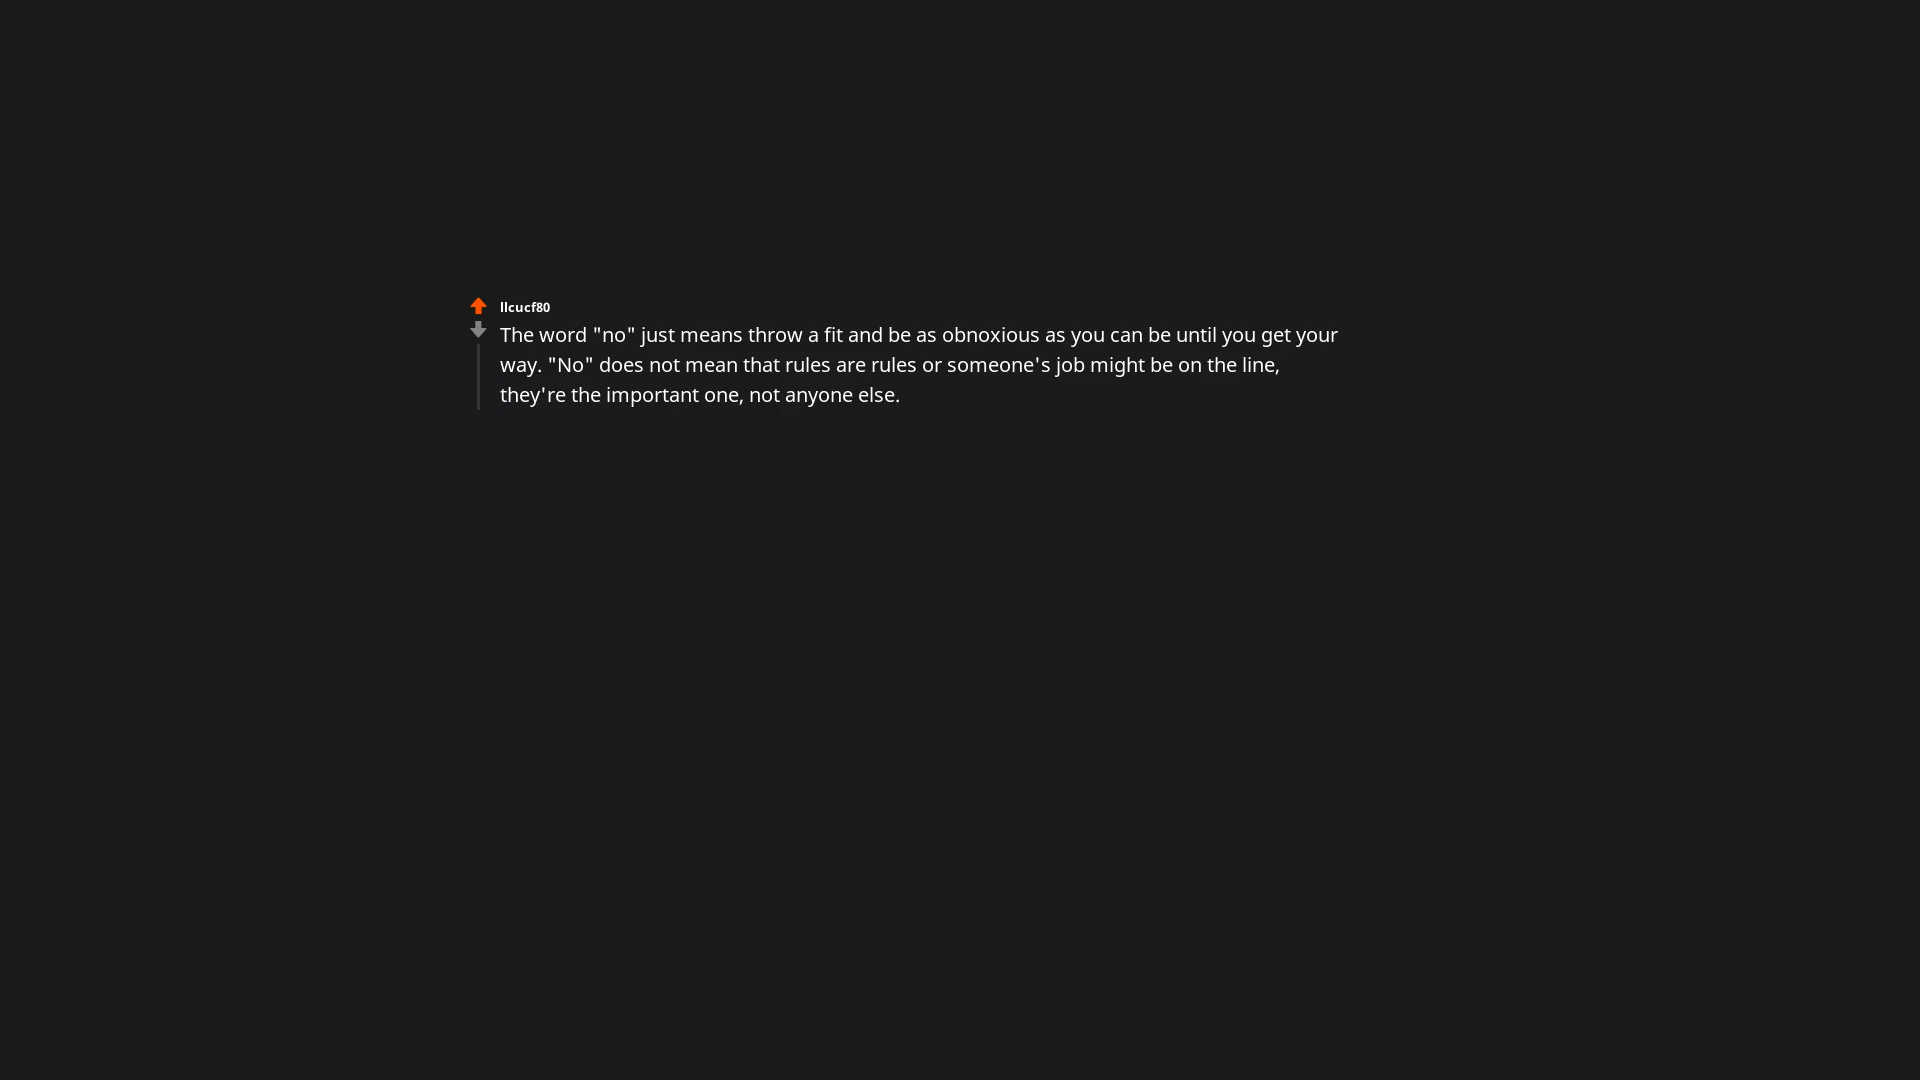 llcucf80
The word "no" just means throw a fit and be as obnoxious as you can be until you get your
way. "No" does not mean that rules are rules or someone's job might be on the line,
they're the important one, not anyone else.